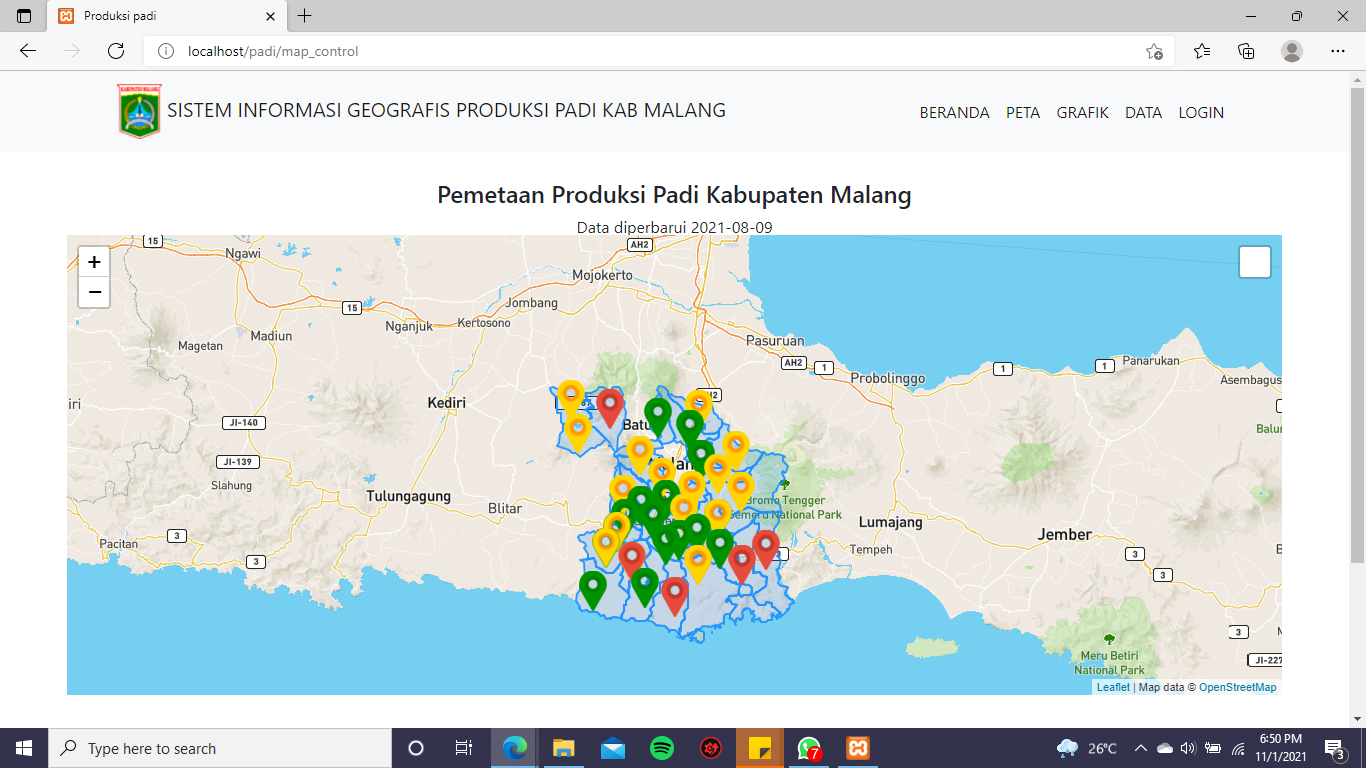 Produksi padi
localhost/padi/map_control
KABUPATEN MALANG
SISTEM INFORMASI GEOGRAFIS PRODUKSI PADI KAB MALANG
BERANDA PETA GRAFIK DATA LOGIN
Pemetaan Produksi Padi Kabupaten Malang
Data diperbarui 2021-08-09
+
−
15
AH2
Ngawi
Mojokerto
Jombang
15
Nganjuk
Kertosono
Madiun
Magetan
Pasuruan
AH2
1
1
1
Panarukan
Probolinggo
Asembagus
Kediri
JI-140
Batu
JI-139
Slahung
Tulungagung
Blitar
Bromo Tengger
Semeru National Park
Lumajang
Jember
Pacitan
3
3
Tempeh
3
3
3
Meru Betiri
National Park
JI-227
Leaflet | Map data © OpenStreetMap
Type here to search
7
26°C
6:50 PM
11/1/2021
3